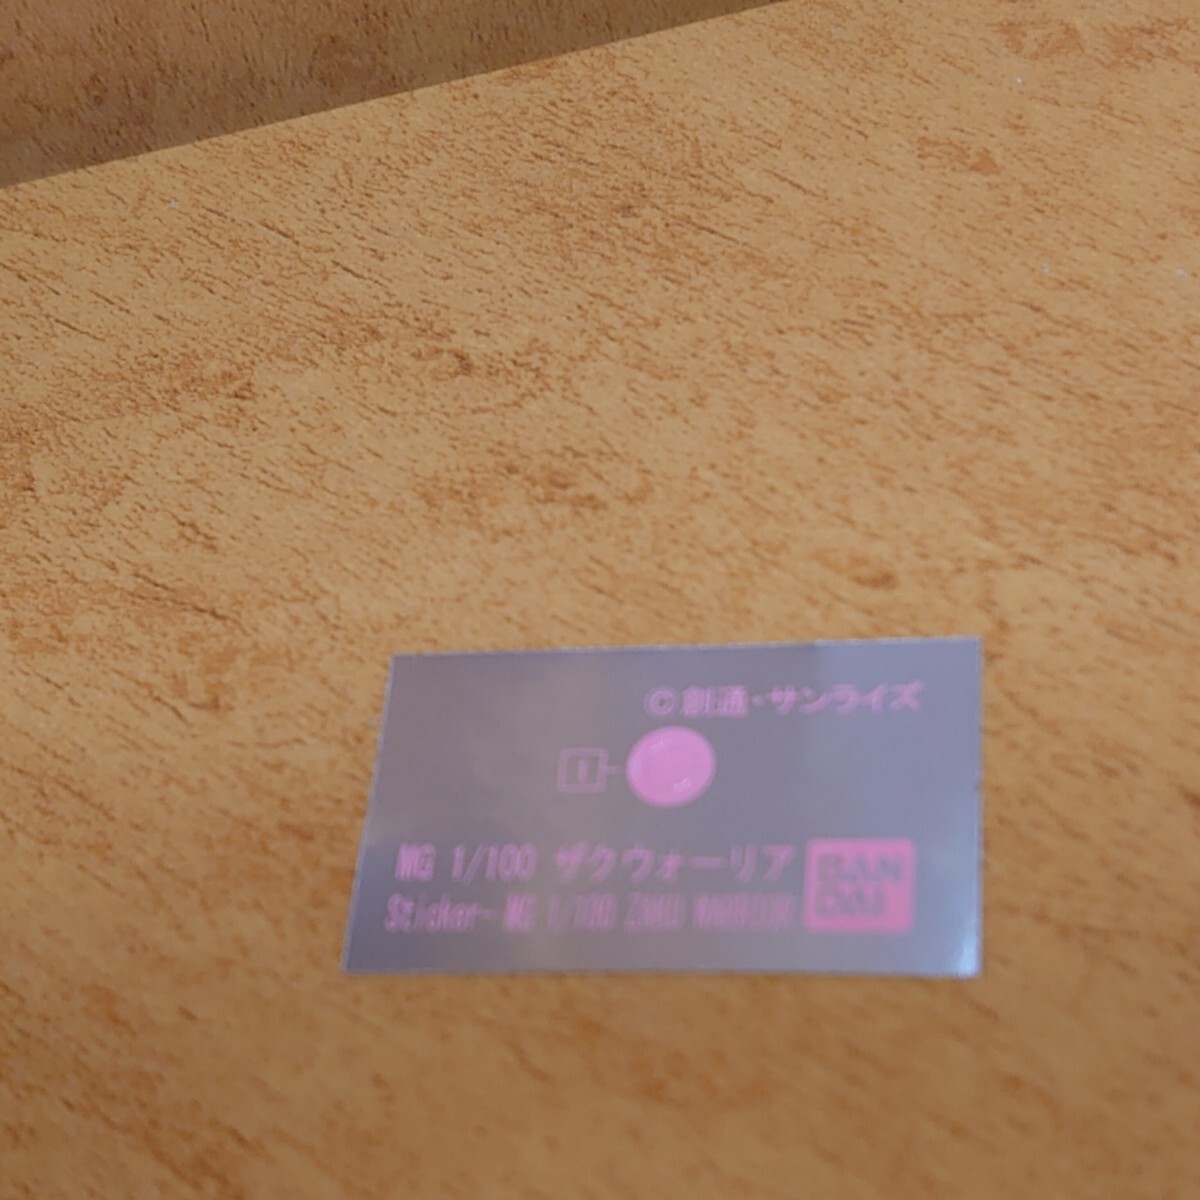 ©創通・サンライズ
1
MG 1/100 ザクウォーリア
Sticker- MG 1/100 ZAKU WARRIOR
BAN
DAI